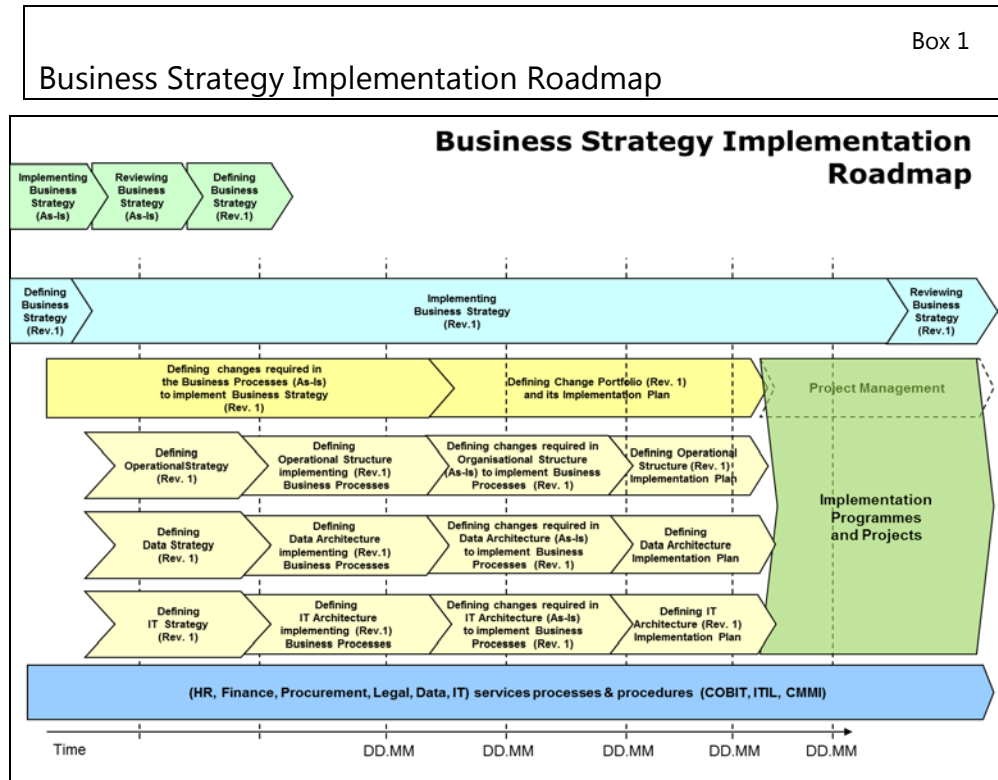 Box 1
Business Strategy Implementation Roadmap
Business Strategy Implementation
Roadmap
Implementing
Business
Strategy
(As-Is)
Reviewing
Business
Strategy
(As-Is)
Defining
Business
Strategy
(Rev.1)
Defining
Business
Strategy
(Rev.1)
Implementing
Business Strategy
(Rev.1)
Reviewing
Business
Strategy
(Rev.1)
Defining changes required in
the Business Processes (As-Is)
to implement Business Strategy
(Rev. 1)
Defining Change Portfolio (Rev. 1)
and its Implementation Plan
Project Management
Defining
OperationalStrategy
(Rev. 1)
Defining
Operational Structure
implementing (Rev.1)
Business Processes
Defining changes required in
Organisational Structure
(As-Is) to implement Business
Processes (Rev. 1)
Defining Operational
Structure (Rev. 1)
Implementation Plan
Implementation
Programmes
and Projects
Defining
Data Strategy
(Rev. 1)
Defining
Data Architecture
implementing (Rev.1)
Business Processes
Defining changes required in
Data Architecture (As-Is)
to implement Business
Processes (Rev. 1)
Defining
Data Architecture
Implementation Plan
Defining
IT Strategy
(Rev. 1)
Defining
IT Architecture
implementing (Rev.1)
Business Processes
Defining changes required in
IT Architecture (As-Is)
to implement Business
Processes (Rev. 1)
Defining IT
Architecture (Rev. 1)
Implementation Plan
(HR, Finance, Procurement, Legal, Data, IT) services processes & procedures (COBIT, ITIL, CMMI)
Time DD.MM DD.MM DD.MM DD.MM DD.MM